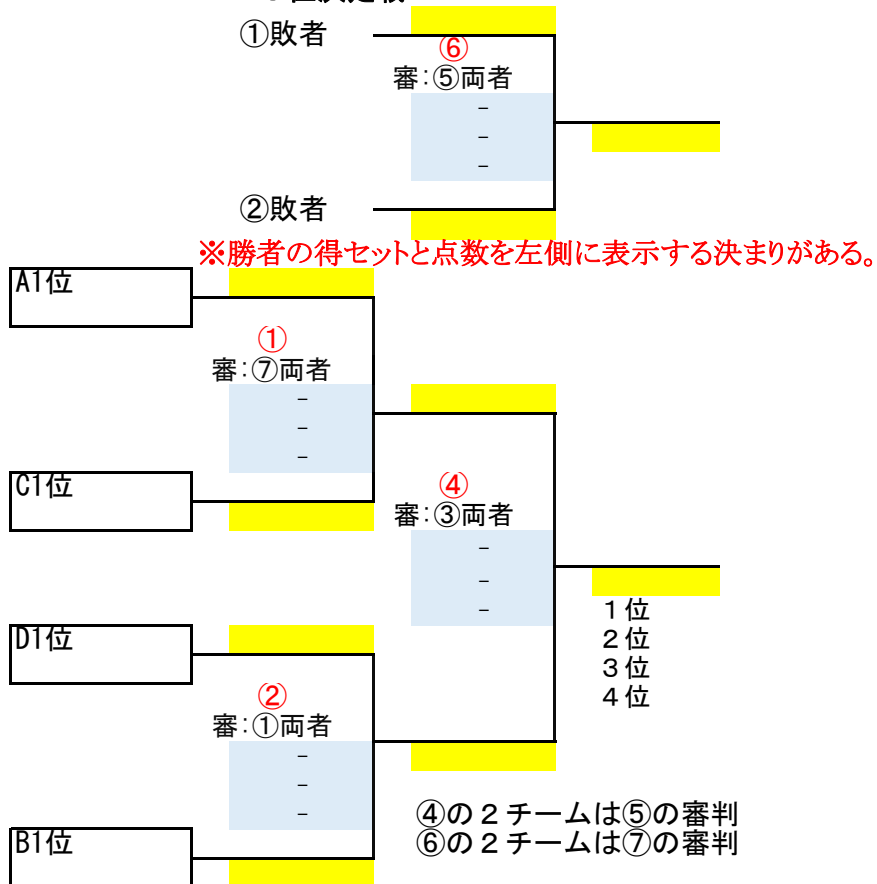 ①敗者
⑥
審:⑤両者
-
-
-
②敗者
※勝者の得セットと点数を左側に表示する決まりがある。
A1位
①
審:⑦両者
-
-
-
C1位
④
審:③両者
-
-
-
1位
2位
3位
4位
D1位
②
審:①両者
-
-
-
④の2チームは⑤の審判
⑥の2チームは⑦の審判
B1位